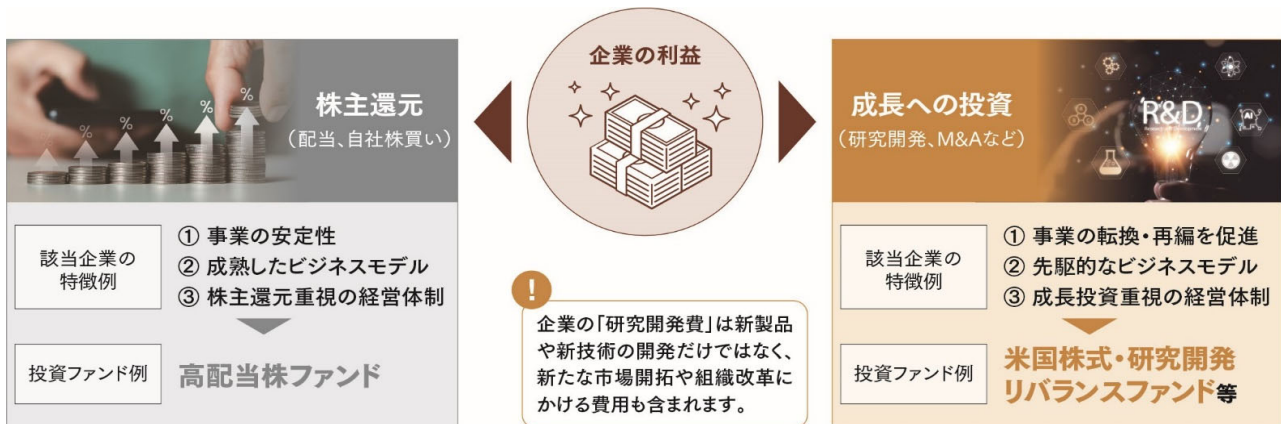 企業の利益
株主還元
（配当、自社株買い）
% % % % % %
該当企業の
特徴例
① 事業の安定性
② 成熟したビジネスモデル
③ 株主還元重視の経営体制
投資ファンド例
高配当株ファンド
!
企業の「研究開発費」は新製品
や新技術の開発だけではなく、
新たな市場開拓や組織改革に
かける費用も含まれます。
成長への投資
（研究開発、M&Aなど）
R&D
AI
該当企業の
特徴例
① 事業の転換・再編を促進
② 先駆的なビジネスモデル
③ 成長投資重視の経営体制
投資ファンド例
米国株式・研究開発
リバランスファンド等